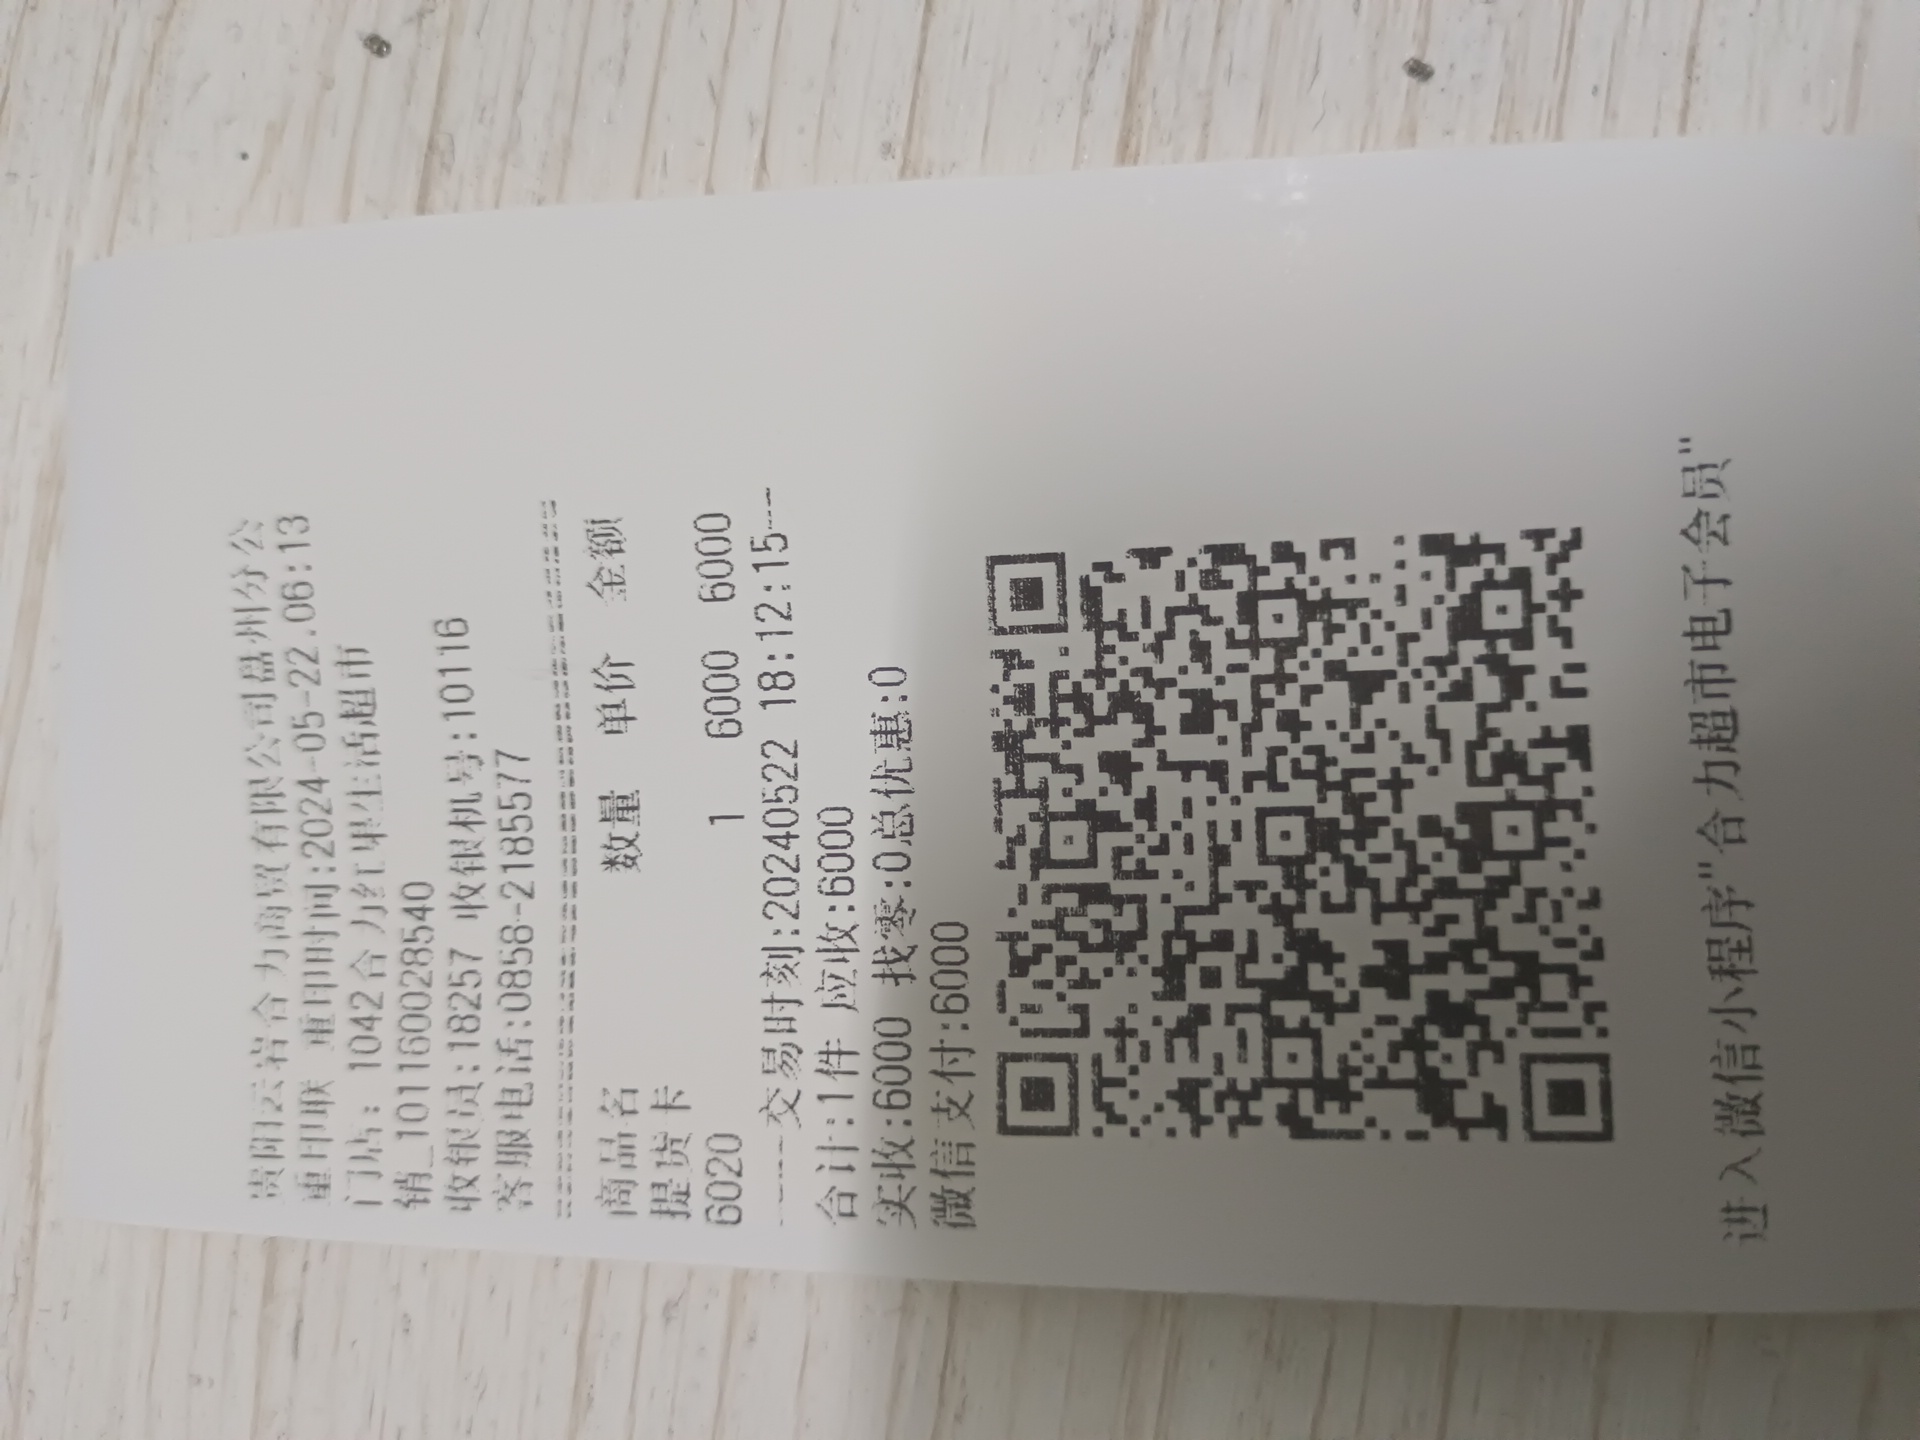 贵阳云岩合力商贸有限公司盘州分公
重印联 重印时间:2024-05-22.06:13
门店: 1042合力红果生活超市
销_1011600028540
收银员:18257 收银机号:10116
客服电话:0858-2185577
商品名 数量 单价 金额
提货卡
6020 1 6000 6000
----交易时刻:20240522 18:12:15---
合计:1件 应收:6000
实收:6000 找零:0总优惠:0
微信支付:6000
进入微信小程序"合力超市电子会员"